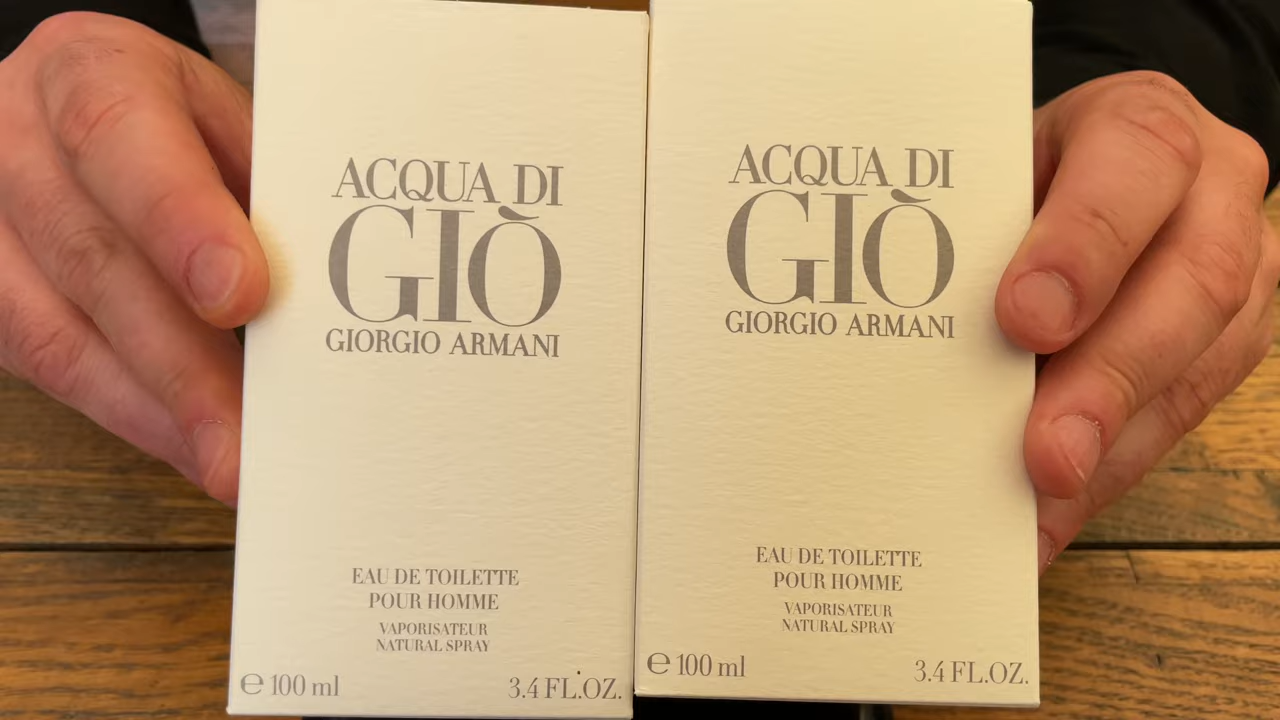 ACQUA DI
GIÒ
GIORGIO ARMANI
EAU DE TOILETTE
POUR HOMME
VAPORISATEUR
NATURAL SPRAY
℮ 100 ml 3.4 FL.OZ.
ACQUA DI
GIÒ
GIORGIO ARMANI
EAU DE TOILETTE
POUR HOMME
VAPORISATEUR
NATURAL SPRAY
℮ 100 ml 3.4 FL.OZ.